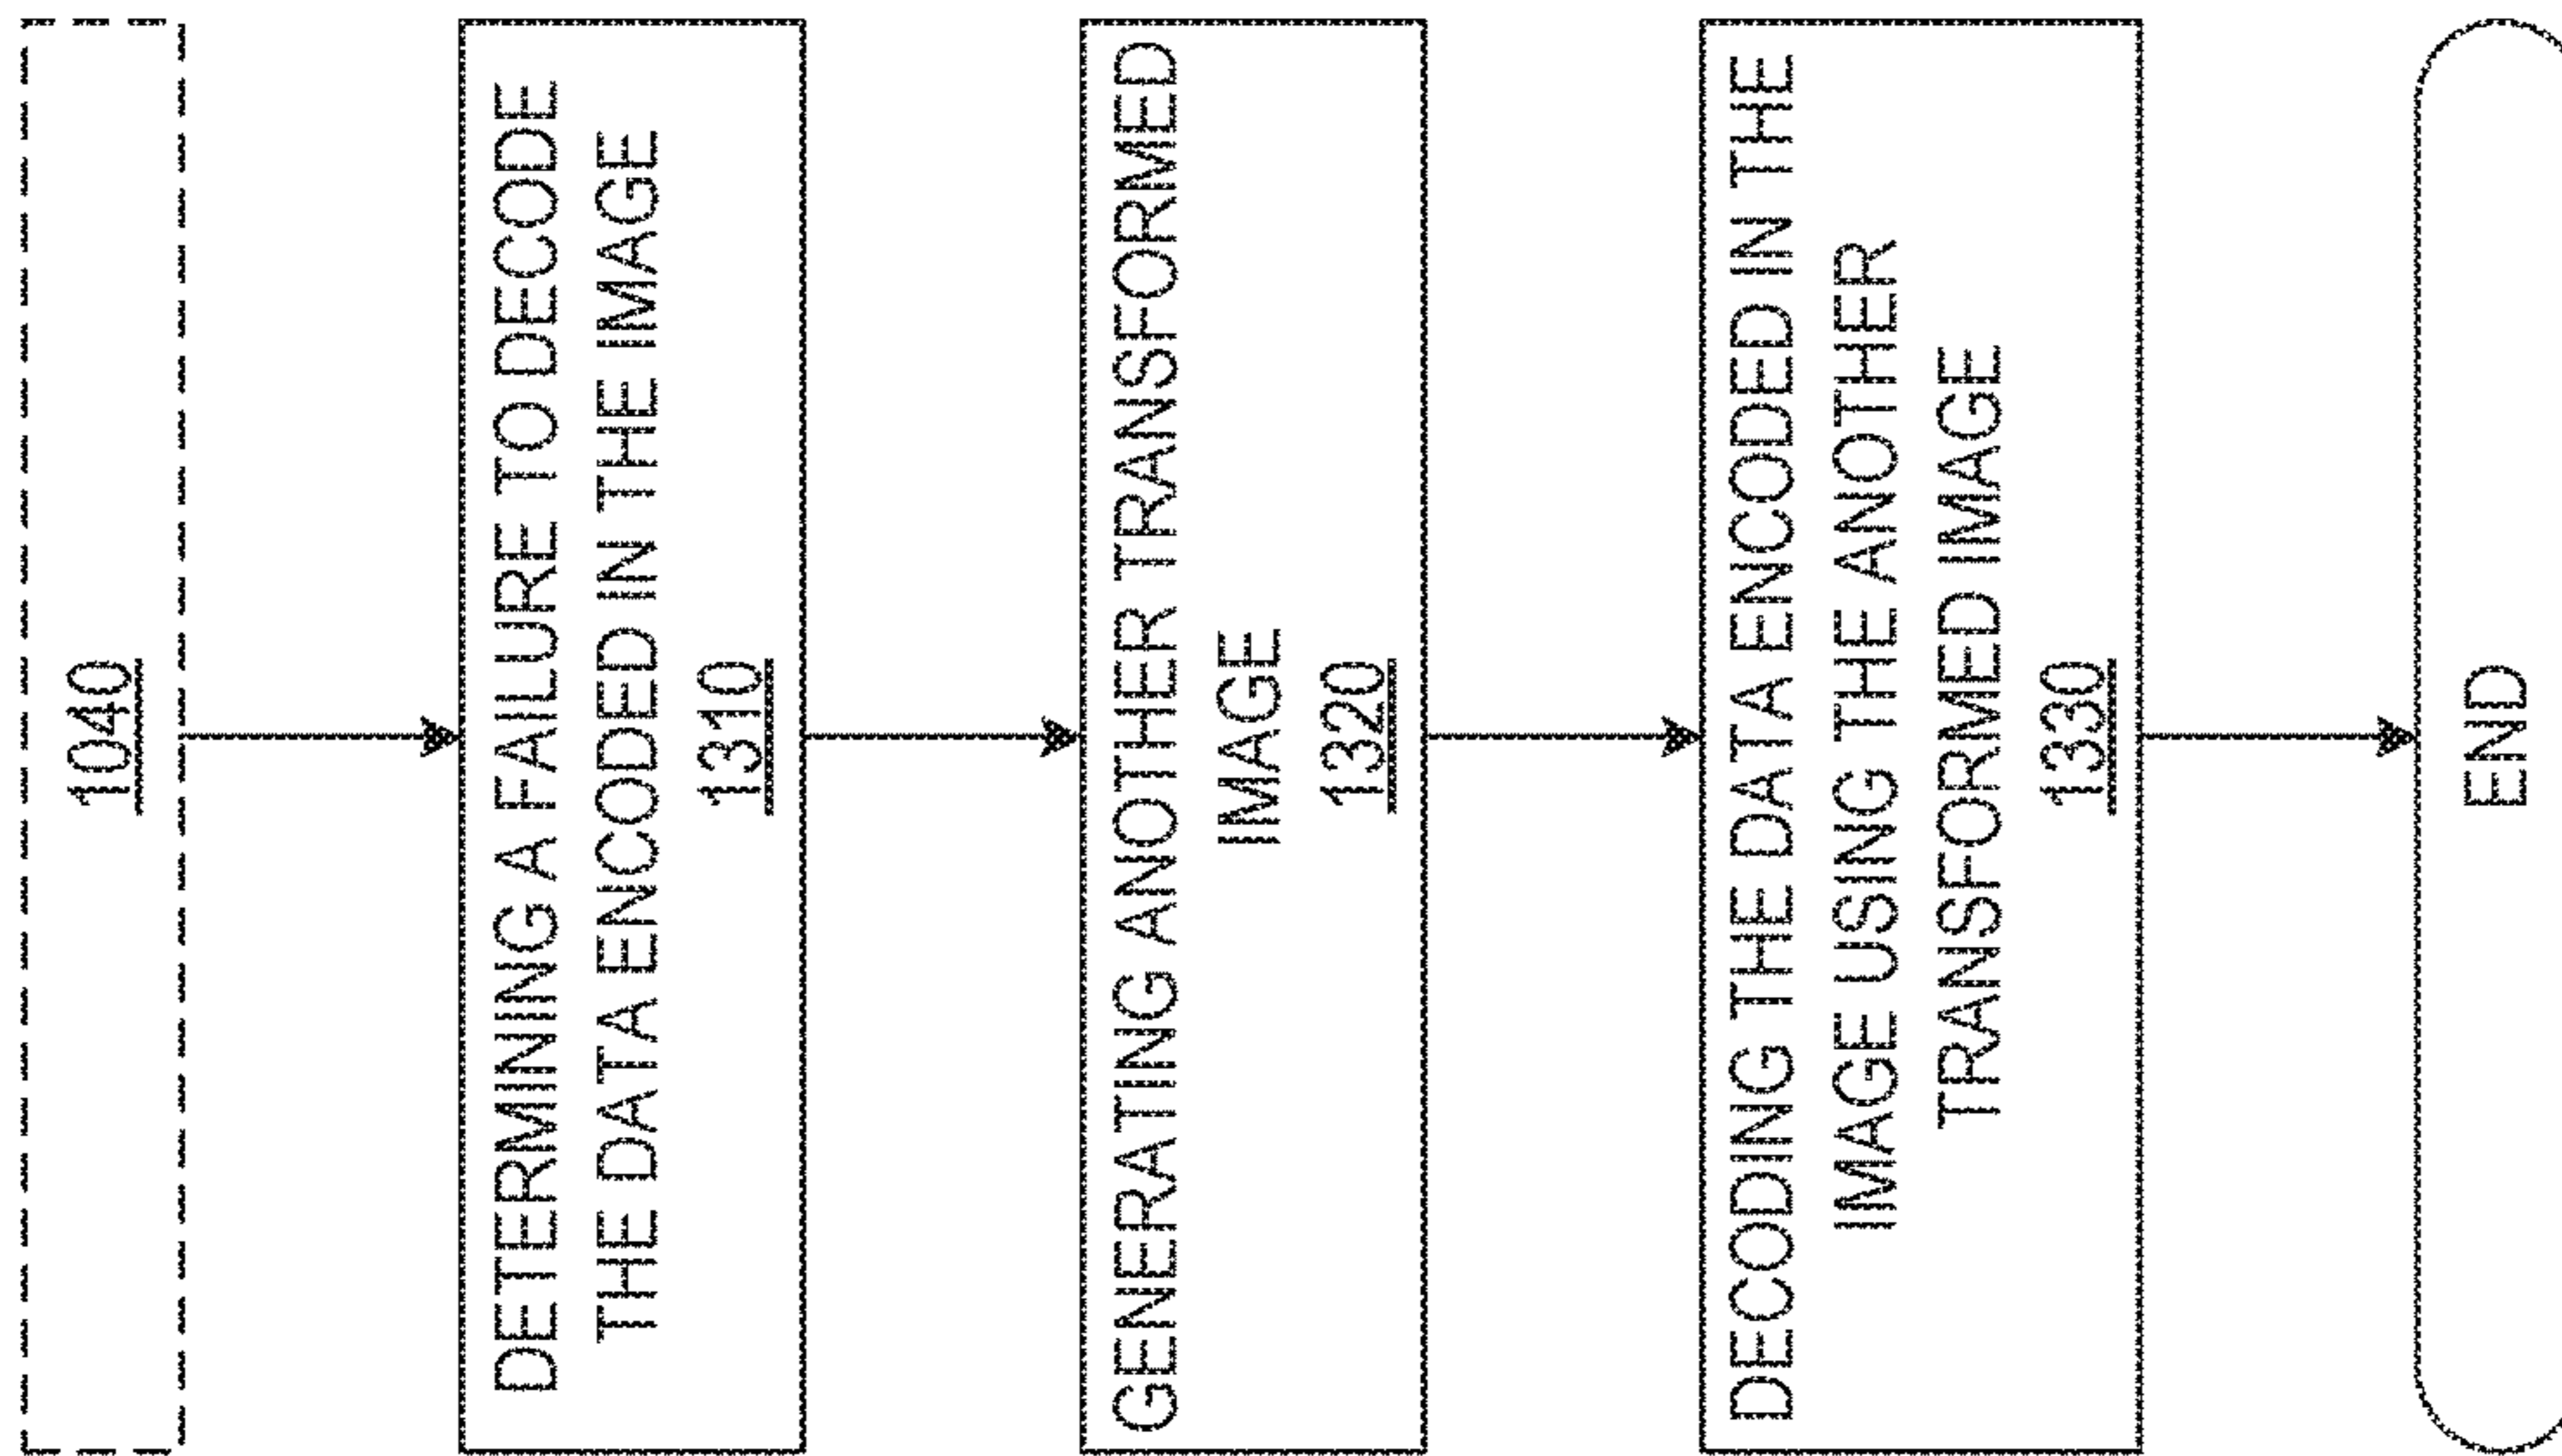 1040
DETERMINING A FAILURE TO DECODE
THE DATA ENCODED IN THE IMAGE
1310
GENERATING ANOTHER TRANSFORMED
IMAGE
1320
DECODING THE DATA ENCODED IN THE
IMAGE USING THE ANOTHER
TRANSFORMED IMAGE
1330
END